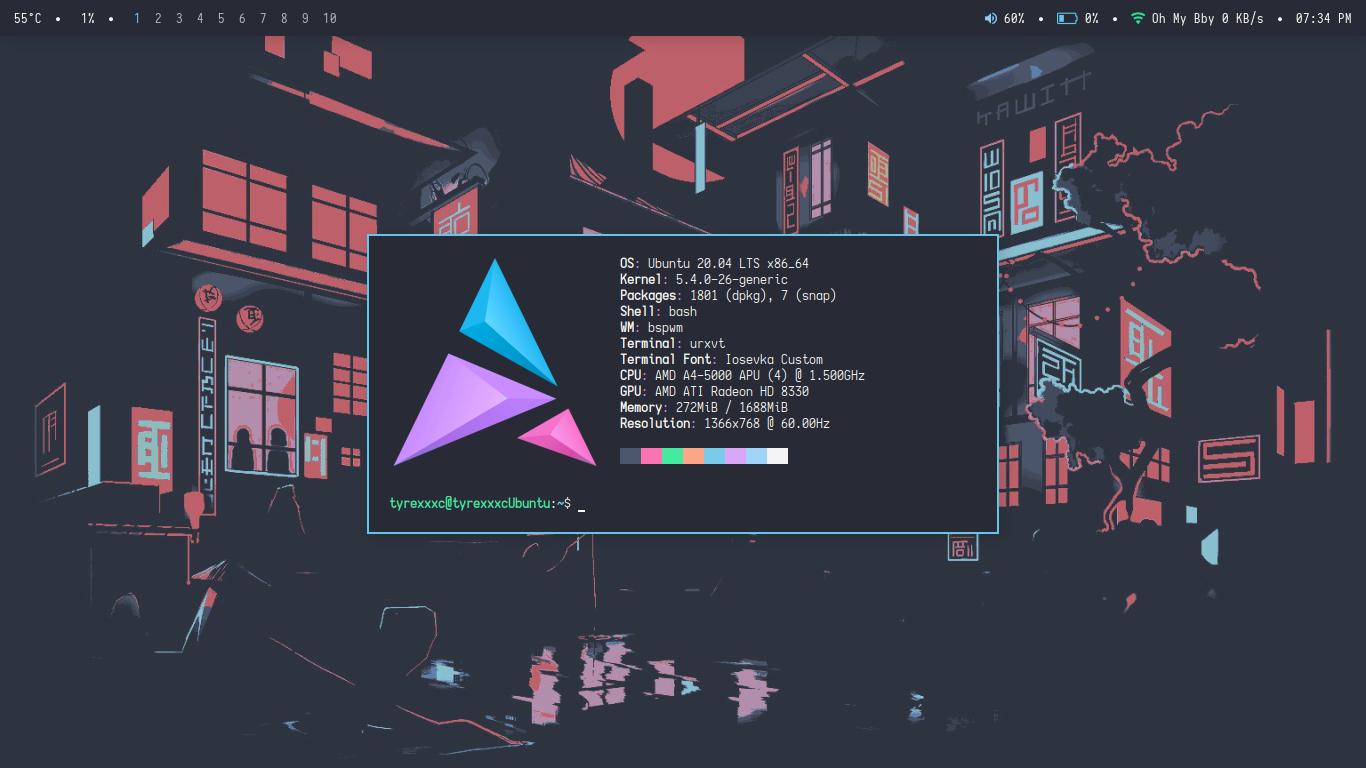 55°C • 1% • 1 2 3 4 5 6 7 8 9 10
60% • 0% • Oh My Bby 0 KB/s • 07:34 PM
OS: Ubuntu 20.04 LTS x86_64
Kernel: 5.4.0-26-generic
Packages: 1801 (dpkg), 7 (snap)
Shell: bash
WM: bspwm
Terminal: urxvt
Terminal Font: Iosevka Custom
CPU: AMD A4-5000 APU (4) @ 1.500GHz
GPU: AMD ATI Radeon HD 8330
Memory: 272MiB / 1688MiB
Resolution: 1366x768 @ 60.00Hz
tyrexxxc@tyrexxxcUbuntu:~$ _